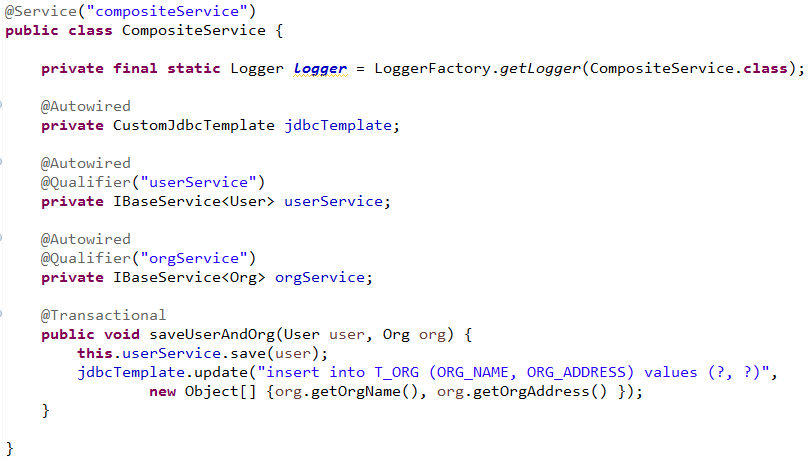 @Service("compositeService")
public class CompositeService {
private final static Logger logger = LoggerFactory.getLogger(CompositeService.class);
@Autowired
private CustomJdbcTemplate jdbcTemplate;
@Autowired
@Qualifier("userService")
private IBaseService<User> userService;
@Autowired
@Qualifier("orgService")
private IBaseService<Org> orgService;
@Transactional
public void saveUserAndOrg(User user, Org org) {
this.userService.save(user);
jdbcTemplate.update("insert into T_ORG (ORG_NAME, ORG_ADDRESS) values (?, ?)",
new Object[] {org.getOrgName(), org.getOrgAddress() });
}
}